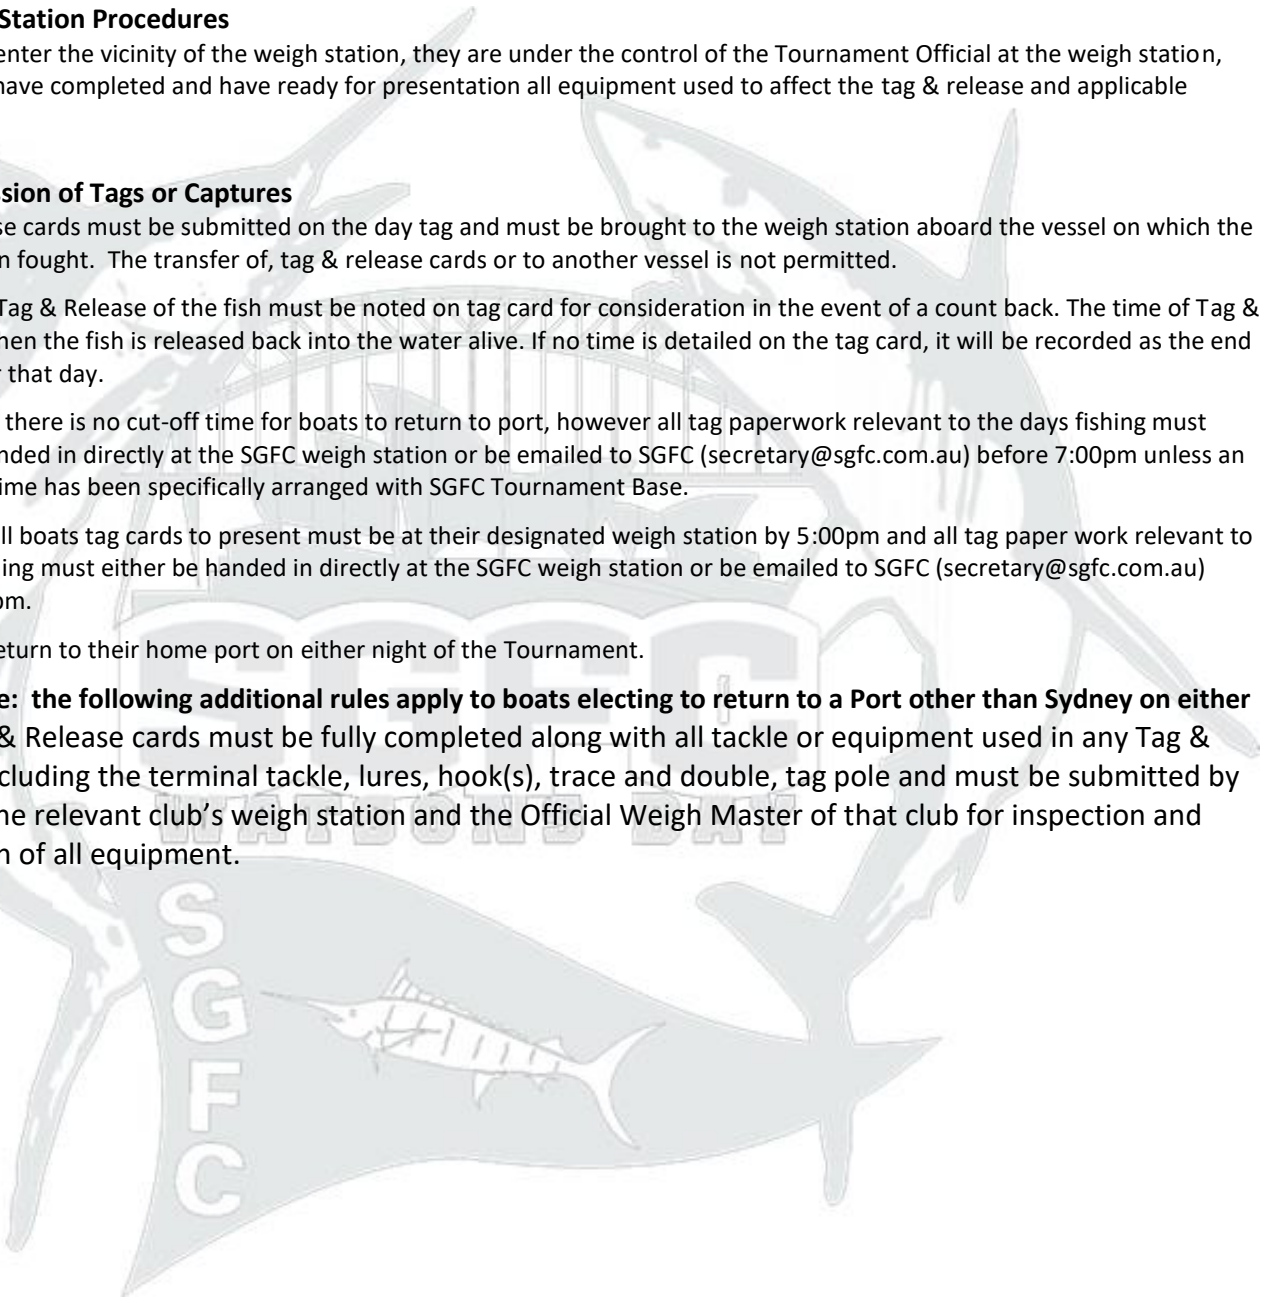 Station Procedures
enter the vicinity of the weigh station, they are under the control of the Tournament Official at the weigh station,
have completed and have ready for presentation all equipment used to affect the tag & release and applicable
sion of Tags or Captures
se cards must be submitted on the day tag and must be brought to the weigh station aboard the vessel on which the
n fought.  The transfer of, tag & release cards or to another vessel is not permitted.
Tag & Release of the fish must be noted on tag card for consideration in the event of a count back. The time of Tag &
hen the fish is released back into the water alive. If no time is detailed on the tag card, it will be recorded as the end
r that day.
there is no cut-off time for boats to return to port, however all tag paperwork relevant to the days fishing must
nded in directly at the SGFC weigh station or be emailed to SGFC (secretary@sgfc.com.au) before 7:00pm unless an
ime has been specifically arranged with SGFC Tournament Base.
ll boats tag cards to present must be at their designated weigh station by 5:00pm and all tag paper work relevant to
ing must either be handed in directly at the SGFC weigh station or be emailed to SGFC (secretary@sgfc.com.au)
om.
eturn to their home port on either night of the Tournament.
e:  the following additional rules apply to boats electing to return to a Port other than Sydney on either
& Release cards must be fully completed along with all tackle or equipment used in any Tag &
cluding the terminal tackle, lures, hook(s), trace and double, tag pole and must be submitted by
he relevant club’s weigh station and the Official Weigh Master of that club for inspection and
n of all equipment.
SGFC
WATSONS BAY
S
G
F
C